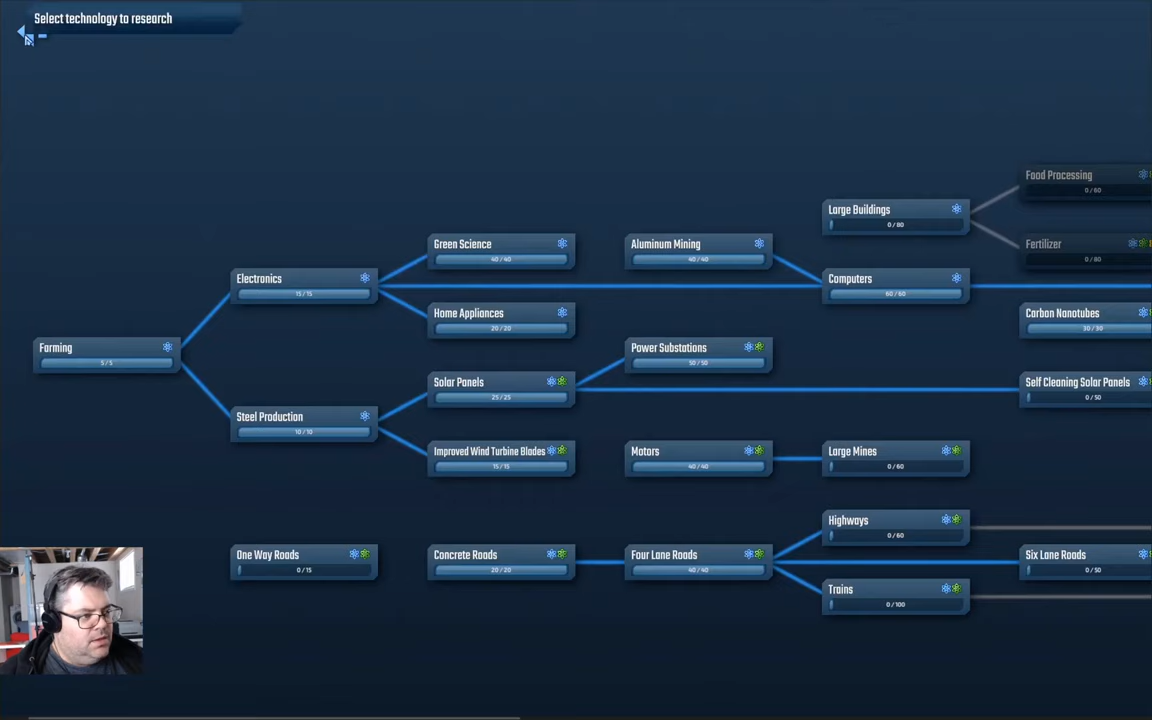 Select technology to research
Food Processing
0/60
Large Buildings
0/80
Green Science
40/40
Aluminum Mining
40/40
Fertilizer
0/80
Electronics
15/15
Computers
60/60
Home Appliances
20/20
Carbon Nanotubes
30/30
Farming
5/5
Power Substations
50/50
Solar Panels
25/25
Self Cleaning Solar Panels
0/50
Steel Production
10/10
Improved Wind Turbine Blades
15/15
Motors
40/40
Large Mines
0/60
Highways
0/60
One Way Roads
0/15
Concrete Roads
20/20
Four Lane Roads
40/40
Six Lane Roads
0/50
Trains
0/100